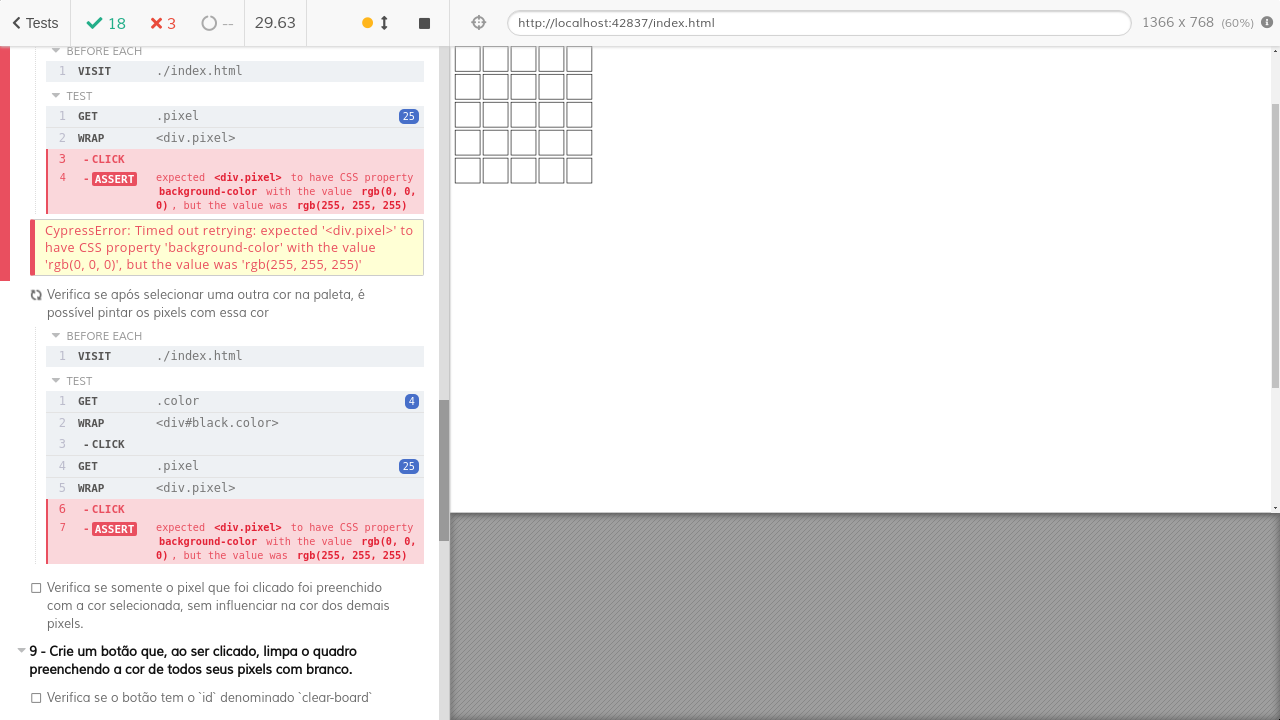 Tests 18 3 -- 29.63
http://localhost:42837/index.html 1366 x 768 (60%)
BEFORE EACH
1 VISIT ./index.html
TEST
1 GET .pixel 25
2 WRAP <div.pixel>
3 - CLICK
4 - ASSERT expected <div.pixel> to have CSS property
background-color with the value rgb(0, 0,
0), but the value was rgb(255, 255, 255)
CypressError: Timed out retrying: expected '<div.pixel>' to
have CSS property 'background-color' with the value
'rgb(0, 0, 0)', but the value was 'rgb(255, 255, 255)'
Verifica se após selecionar uma outra cor na paleta, é
possível pintar os pixels com essa cor
BEFORE EACH
1 VISIT ./index.html
TEST
1 GET .color 4
2 WRAP <div#black.color>
3 - CLICK
4 GET .pixel 25
5 WRAP <div.pixel>
6 - CLICK
7 - ASSERT expected <div.pixel> to have CSS property
background-color with the value rgb(0, 0,
0), but the value was rgb(255, 255, 255)
Verifica se somente o pixel que foi clicado foi preenchido
com a cor selecionada, sem influenciar na cor dos demais
pixels.
9 - Crie um botão que, ao ser clicado, limpa o quadro
preenchendo a cor de todos seus pixels com branco.
Verifica se o botão tem o `id` denominado `clear-board`